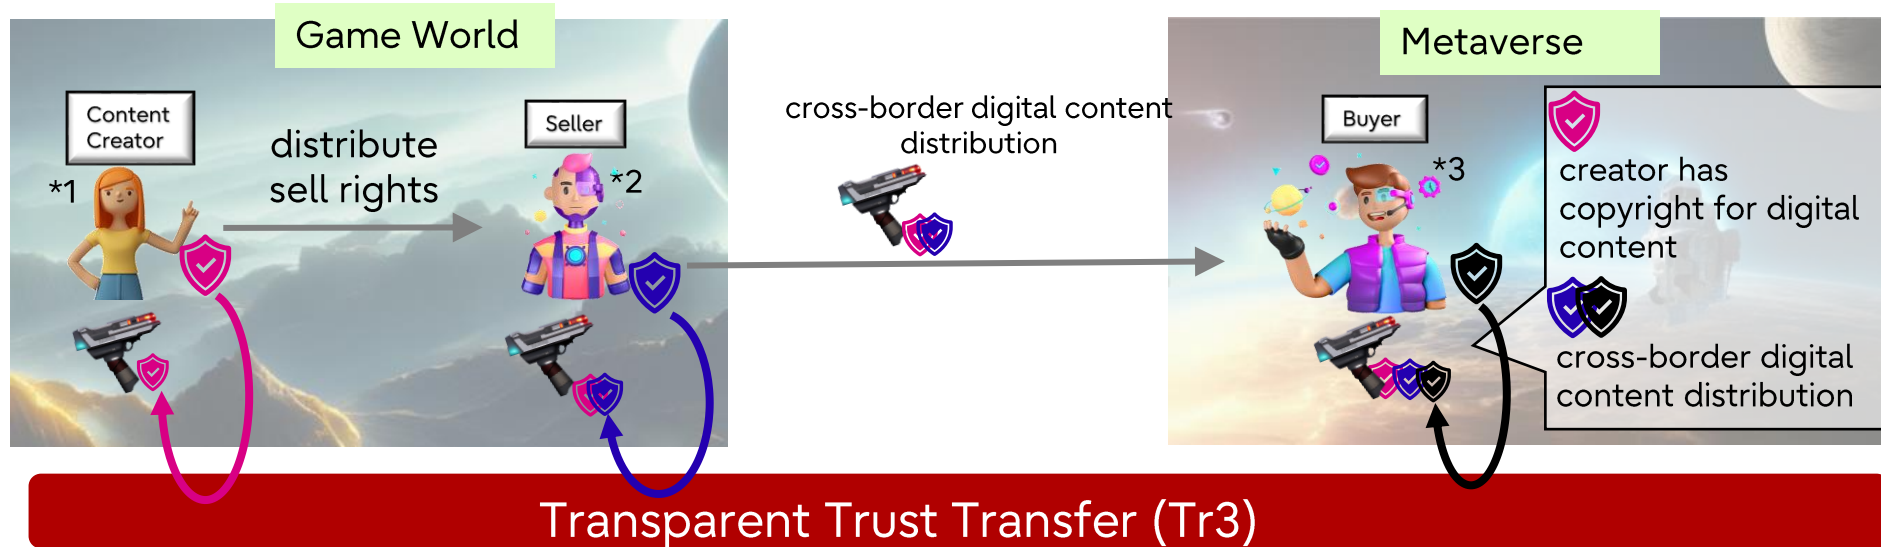 Game World
Metaverse
Content
Creator
*1
distribute
sell rights
Seller
*2
cross-border digital content
distribution
Buyer
*3
creator has
copyright for digital
content
cross-border digital
content distribution
Transparent Trust Transfer (Tr3)